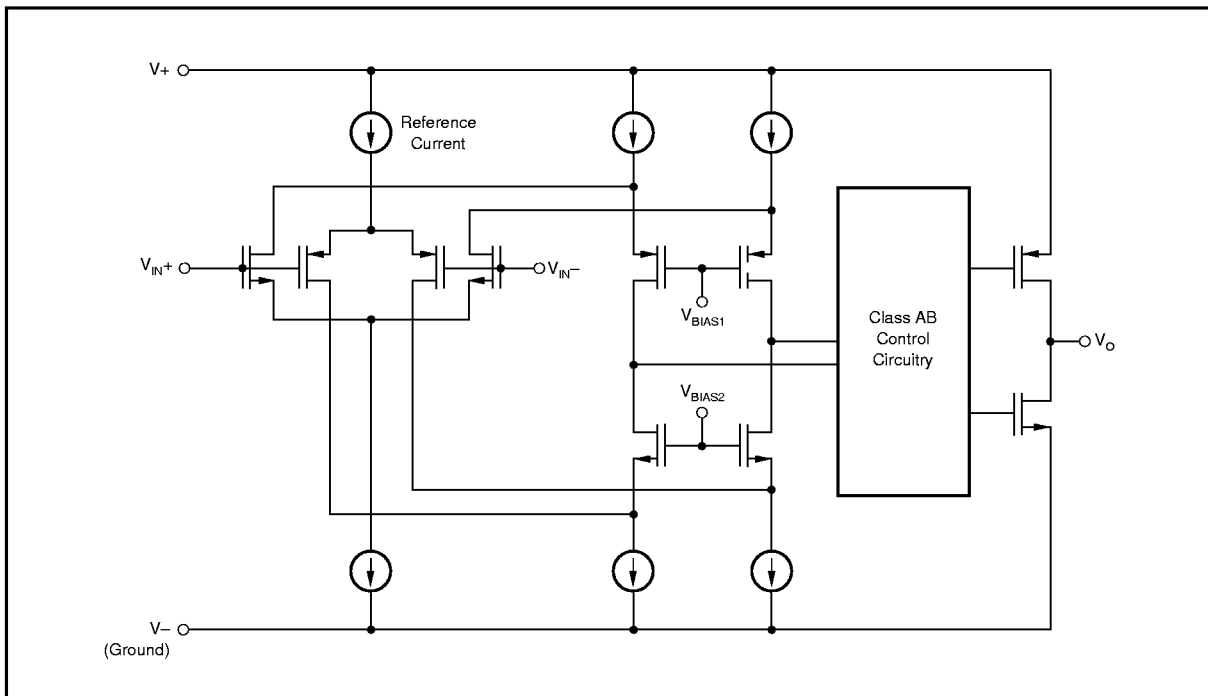 V+
Reference
Current
VIN+
VIN−
VBIAS1
Class AB
Control
Circuitry
VO
VBIAS2
V−
(Ground)